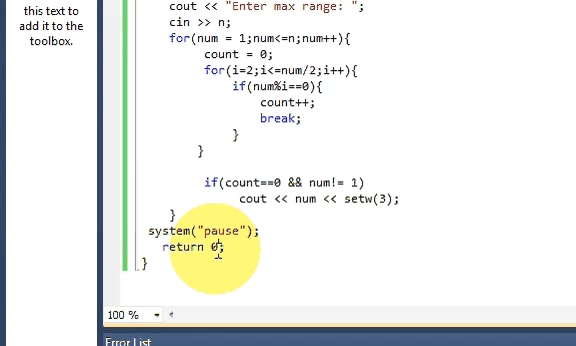 this text to
add it to the
toolbox.
cout << "Enter max range: ";
cin >> n;
for(num = 1;num<=n;num++){
count = 0;
for(i=2;i<=num/2;i++){
if(num%i==0){
count++;
break;
}
}
if(count==0 && num!= 1)
cout << num << setw(3);
}
system("pause");
return 0;
}
100 %
Error List